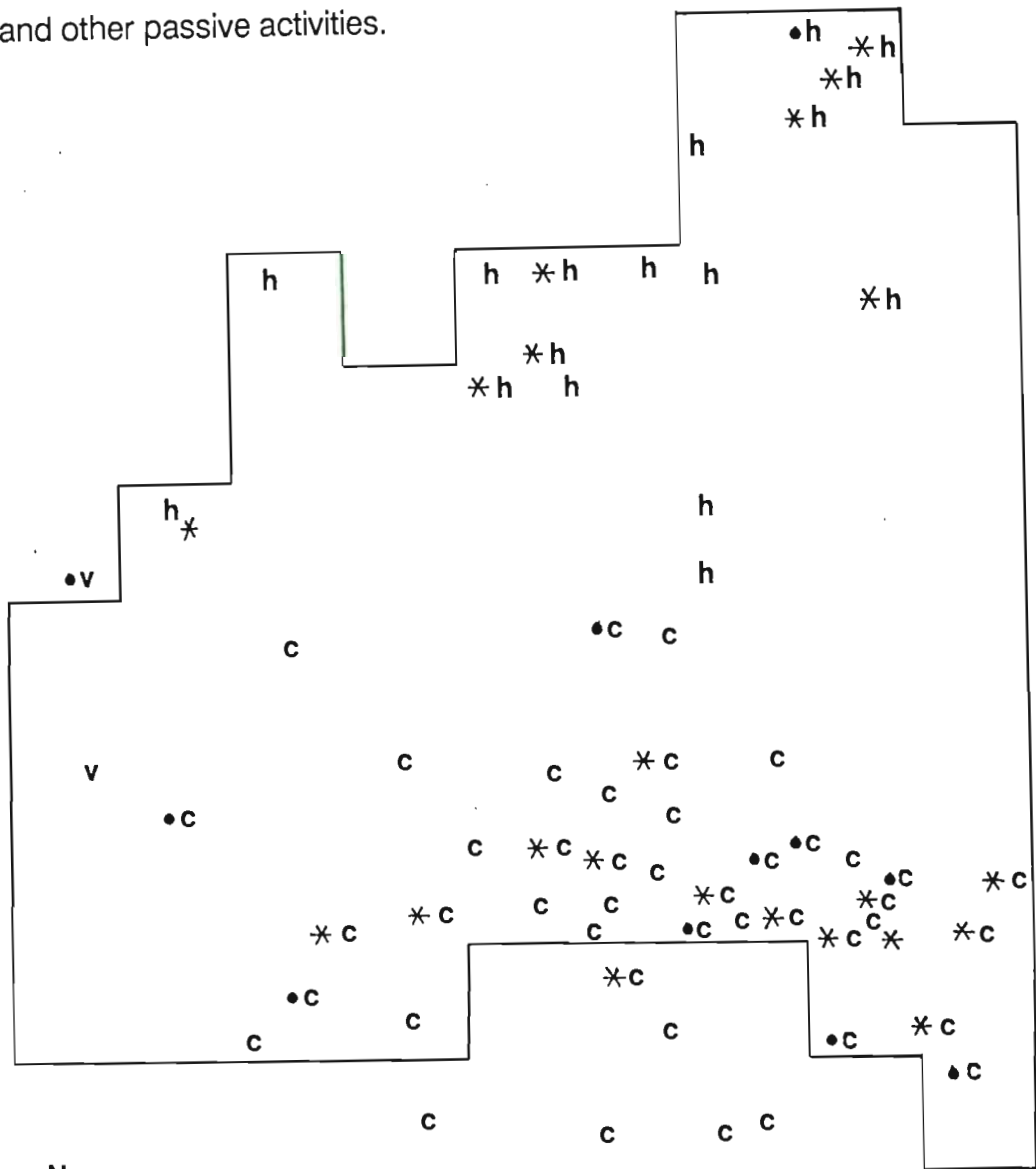 and other passive activities.
•h
*h
*h
*h
h
h
h *h h h
*h
*h
*h h
h
*
h
•v
h
•c c
c
c *c c
v c
c
•c
c
•c
c *c *c c
c •c *c
*c *c
c c
*c c c *c
*c
c
*c
c •c *c *
*c
*c
•c
*c
c
c
*c
c •c
•c
c
c
c c
N